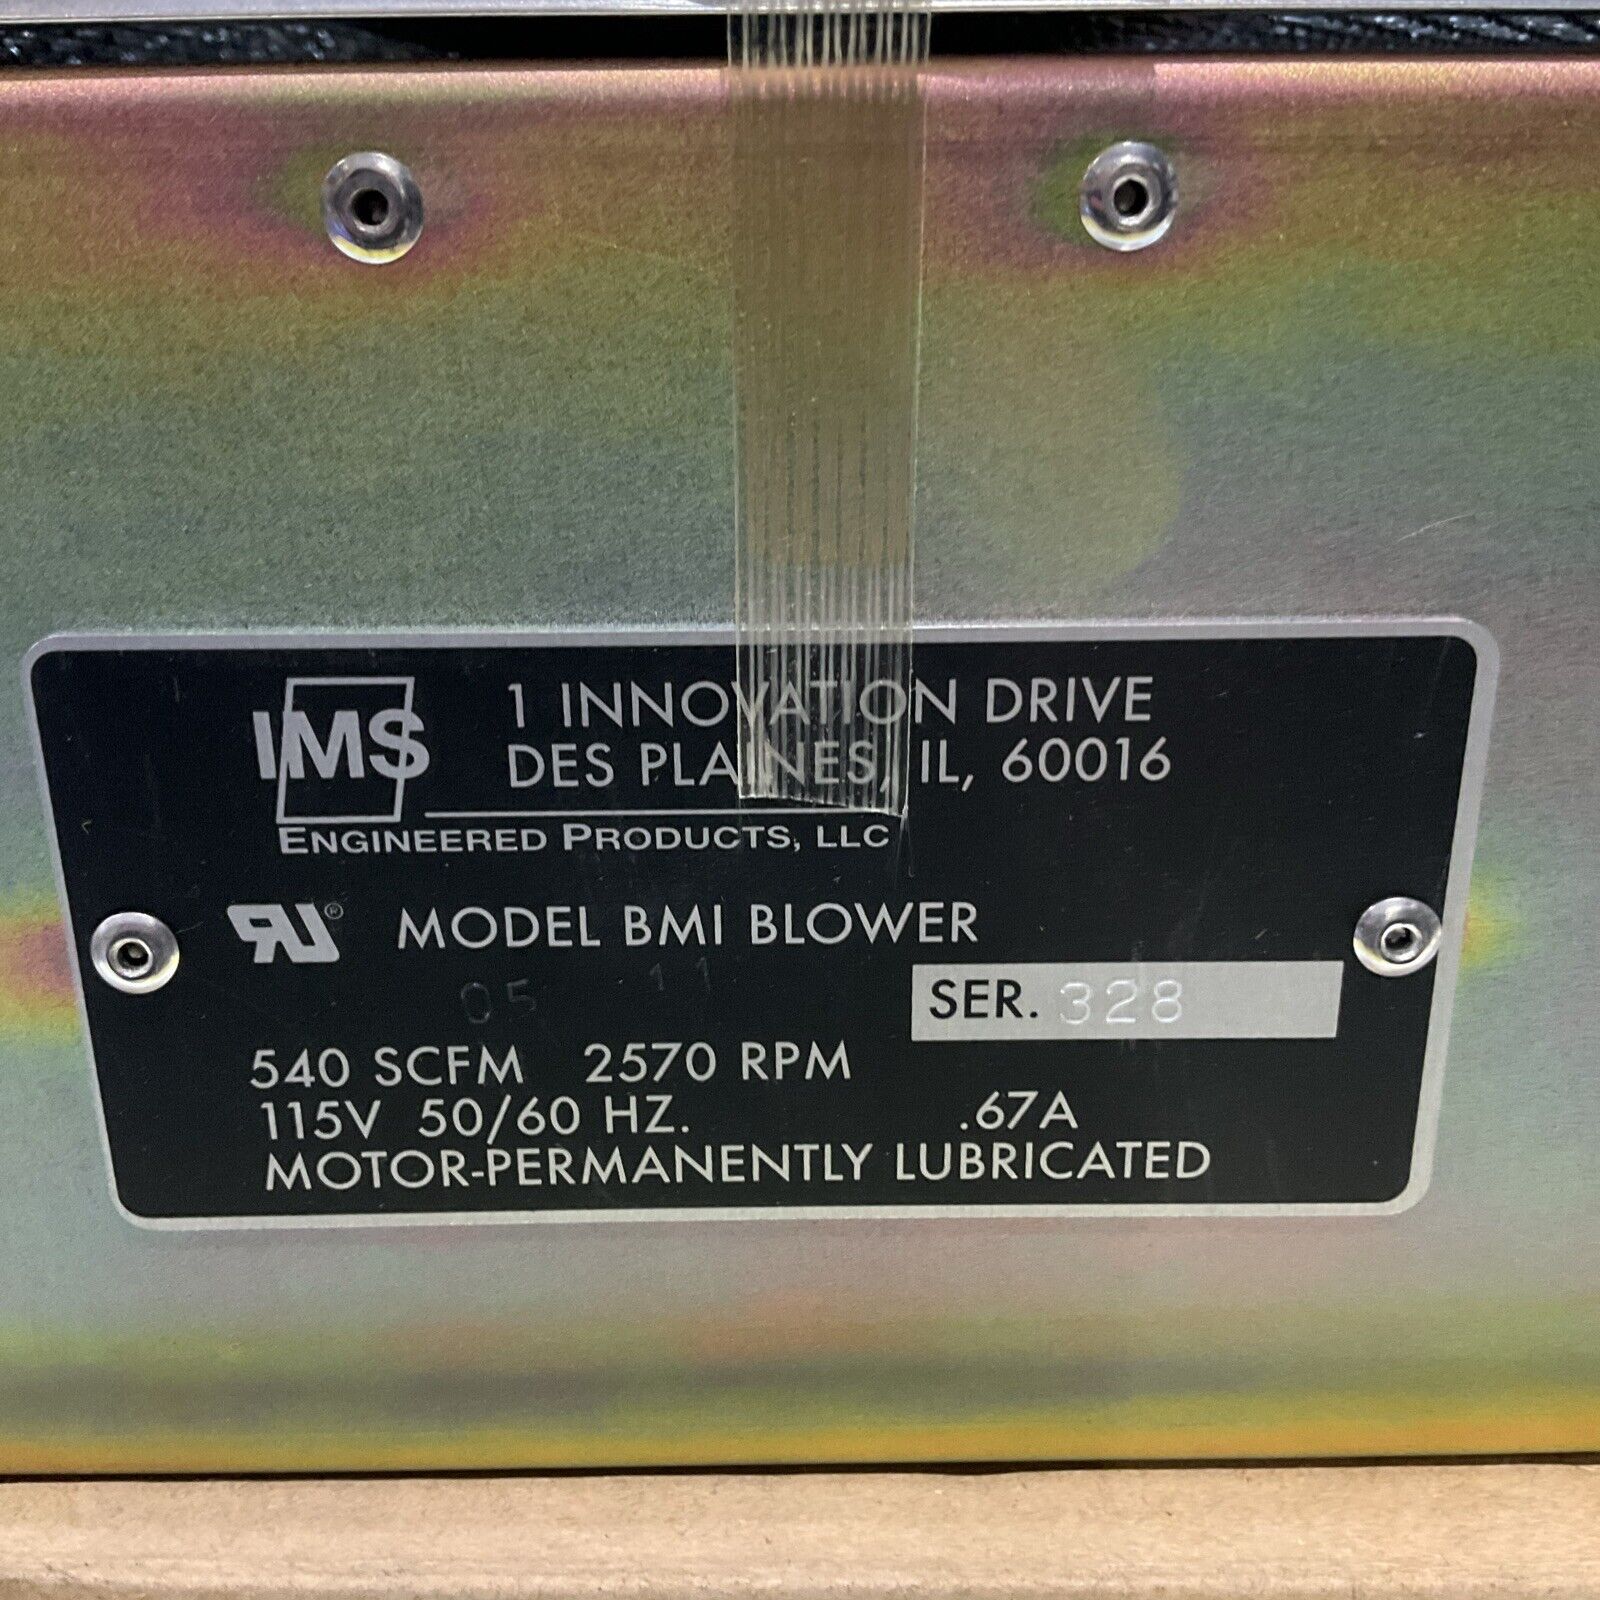 IMS 1 INNOVATION DRIVE
DES PLAINES, IL, 60016
ENGINEERED PRODUCTS, LLC
RU® MODEL BMI BLOWER
05 11
SER. 328
540 SCFM 2570 RPM
115V 50/60 HZ. .67A
MOTOR-PERMANENTLY LUBRICATED